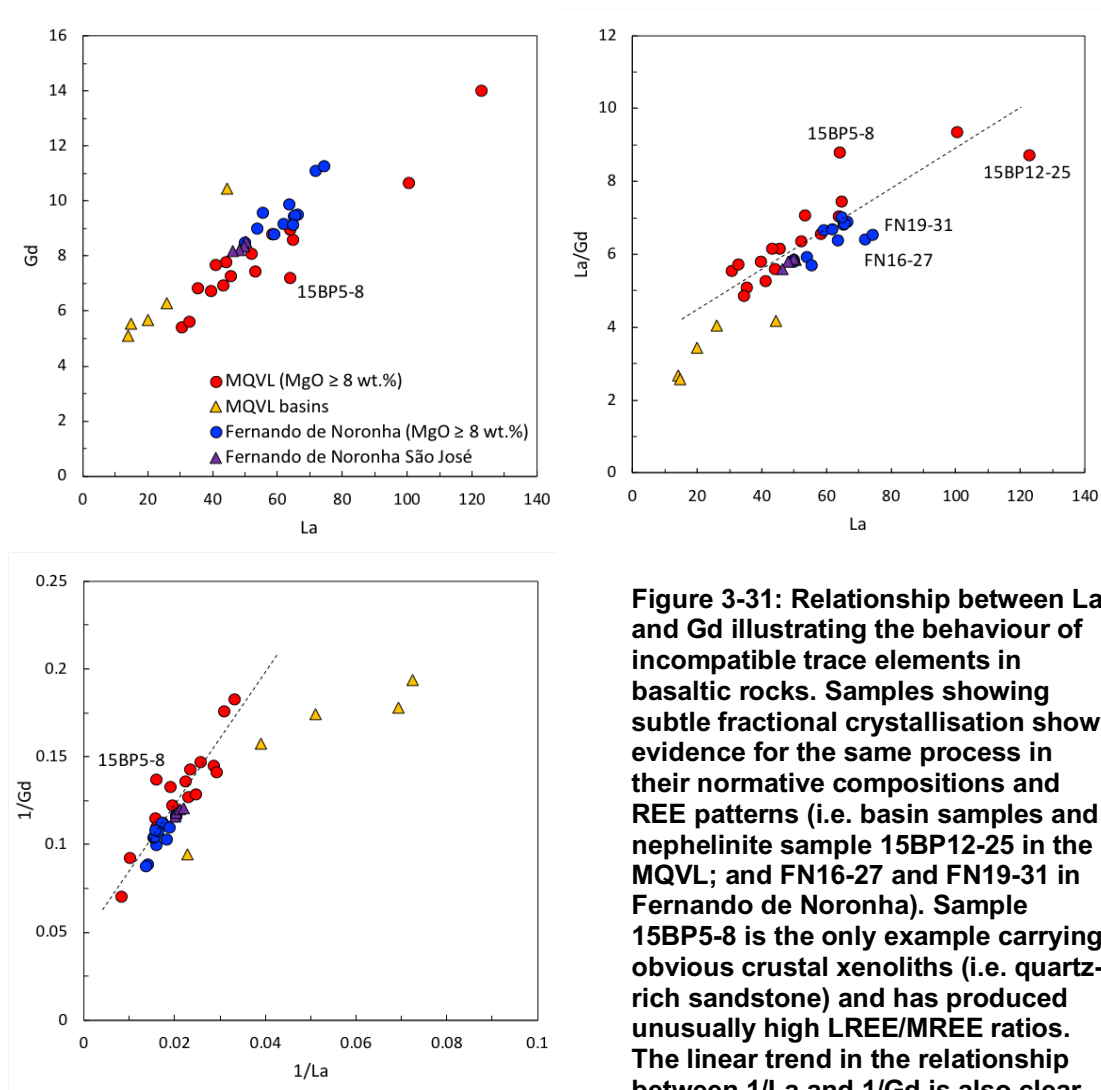 16
14
12
10
8
6
4
2
0
Gd
0 20 40 60 80 100 120 140
La
15BP5-8
MQVL (MgO ≥ 8 wt.%)
MQVL basins
Fernando de Noronha (MgO ≥ 8 wt.%)
Fernando de Noronha São José
12
10
8
6
4
2
0
La/Gd
0 20 40 60 80 100 120 140
La
15BP5-8
15BP12-25
FN19-31
FN16-27
0.25
0.2
0.15
0.1
0.05
0
1/Gd
0 0.02 0.04 0.06 0.08 0.1
1/La
15BP5-8
Figure 3-31: Relationship between La
and Gd illustrating the behaviour of
incompatible trace elements in
basaltic rocks. Samples showing
subtle fractional crystallisation show
evidence for the same process in
their normative compositions and
REE patterns (i.e. basin samples and
nephelinite sample 15BP12-25 in the
MQVL; and FN16-27 and FN19-31 in
Fernando de Noronha). Sample
15BP5-8 is the only example carrying
obvious crustal xenoliths (i.e. quartz-
rich sandstone) and has produced
unusually high LREE/MREE ratios.
The linear trend in the relationship
between 1/La and 1/Gd is also clear